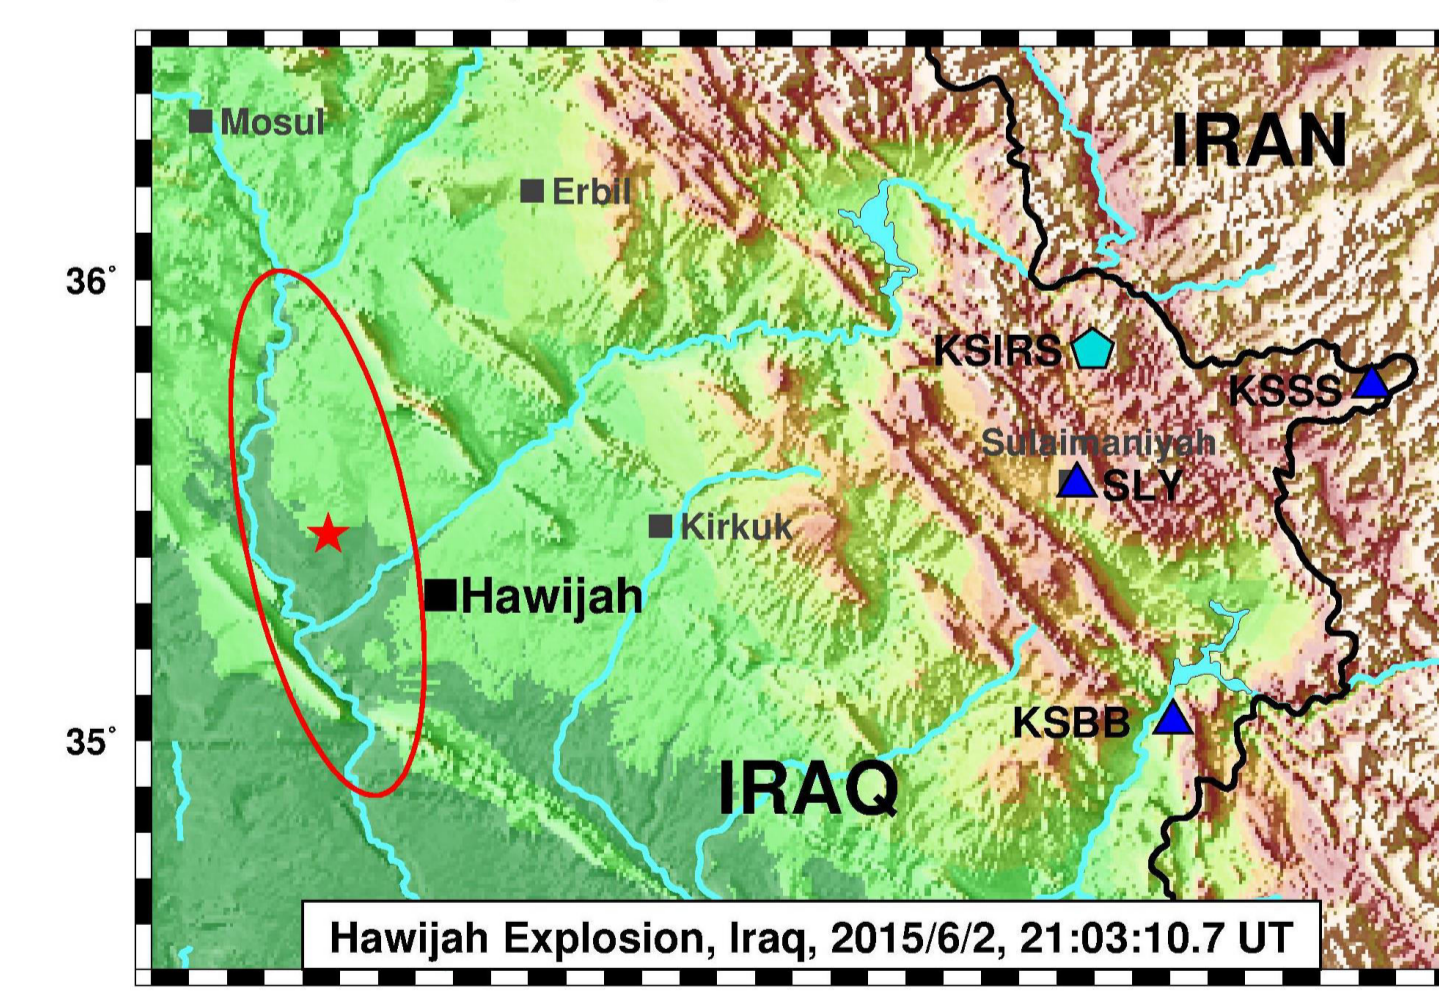 Mosul
IRAN
Erbil
36°
KSIRS
KSSS
Sulaimaniyah
SLY
Kirkuk
Hawijah
KSBB
35°
IRAQ
Hawijah Explosion, Iraq, 2015/6/2, 21:03:10.7 UT